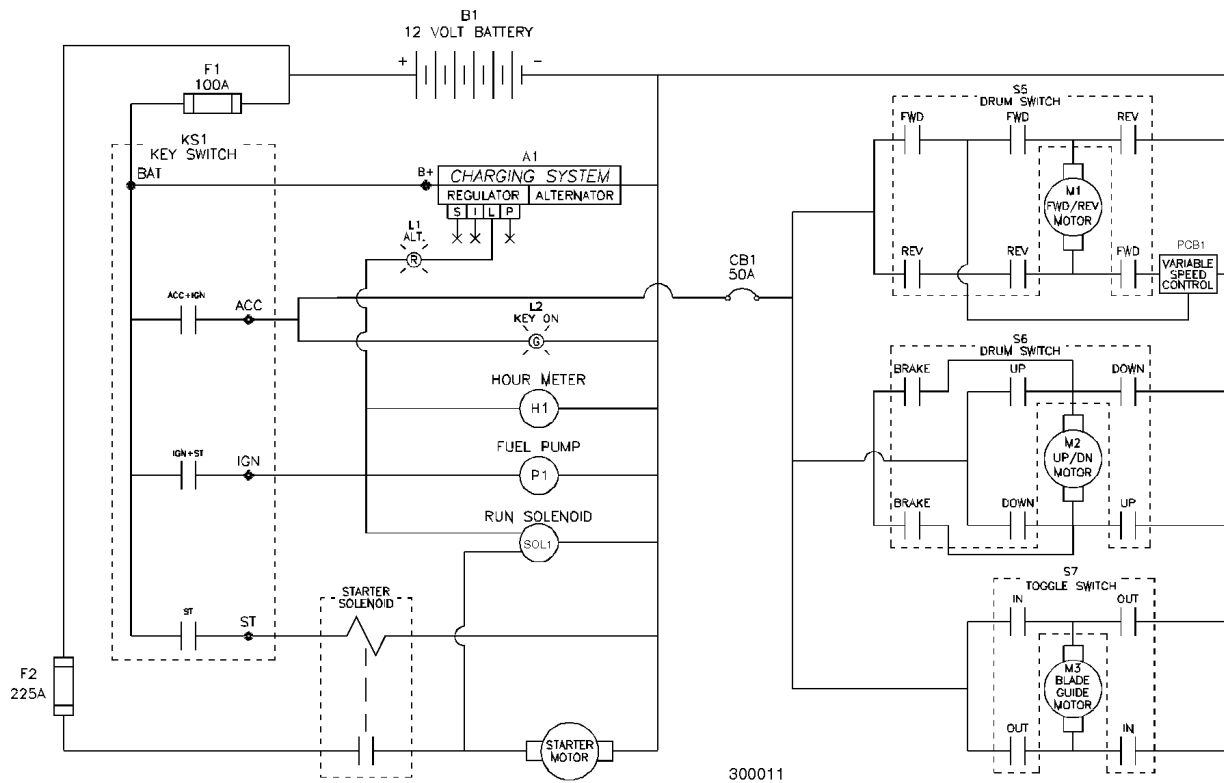 B1
12 VOLT BATTERY
+
−
F1
100A
KS1
KEY SWITCH
BAT
B+
A1
CHARGING SYSTEM
REGULATOR
ALTERNATOR
S I L P
L1
ALT.
R
ACC+IGN
ACC
L2
KEY ON
G
HOUR METER
H1
IGN+ST
IGN
FUEL PUMP
P1
RUN SOLENOID
SOL1
STARTER
SOLENOID
ST
ST
F2
225A
STARTER
MOTOR
CB1
50A
S5
DRUM SWITCH
FWD
FWD
REV
M1
FWD/REV
MOTOR
REV
REV
FWD
PCB1
VARIABLE
SPEED
CONTROL
S6
DRUM SWITCH
BRAKE
UP
DOWN
M2
UP/DN
MOTOR
BRAKE
DOWN
UP
S7
TOGGLE SWITCH
IN
OUT
M3
BLADE
GUIDE
MOTOR
OUT
IN
300011